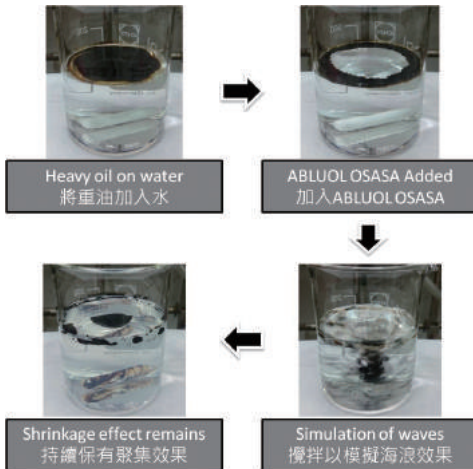 Heavy oil on water
將重油加入水
ABLUOL OSASA Added
加入ABLUOL OSASA
Simulation of waves
攪拌以模擬海浪效果
Shrinkage effect remains
持續保有聚集效果